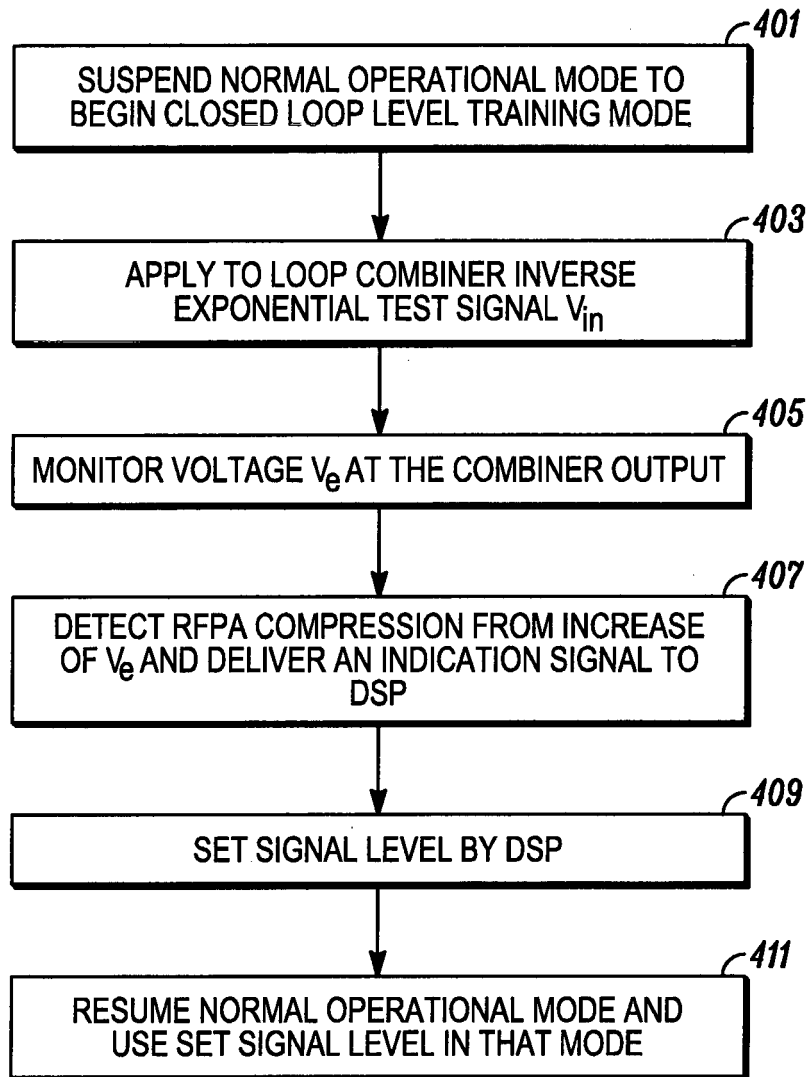 401
SUSPEND NORMAL OPERATIONAL MODE TO
BEGIN CLOSED LOOP LEVEL TRAINING MODE
403
APPLY TO LOOP COMBINER INVERSE
EXPONENTIAL TEST SIGNAL Vin
405
MONITOR VOLTAGE Ve AT THE COMBINER OUTPUT
407
DETECT RFPA COMPRESSION FROM INCREASE
OF Ve AND DELIVER AN INDICATION SIGNAL TO
DSP
409
SET SIGNAL LEVEL BY DSP
411
RESUME NORMAL OPERATIONAL MODE AND
USE SET SIGNAL LEVEL IN THAT MODE